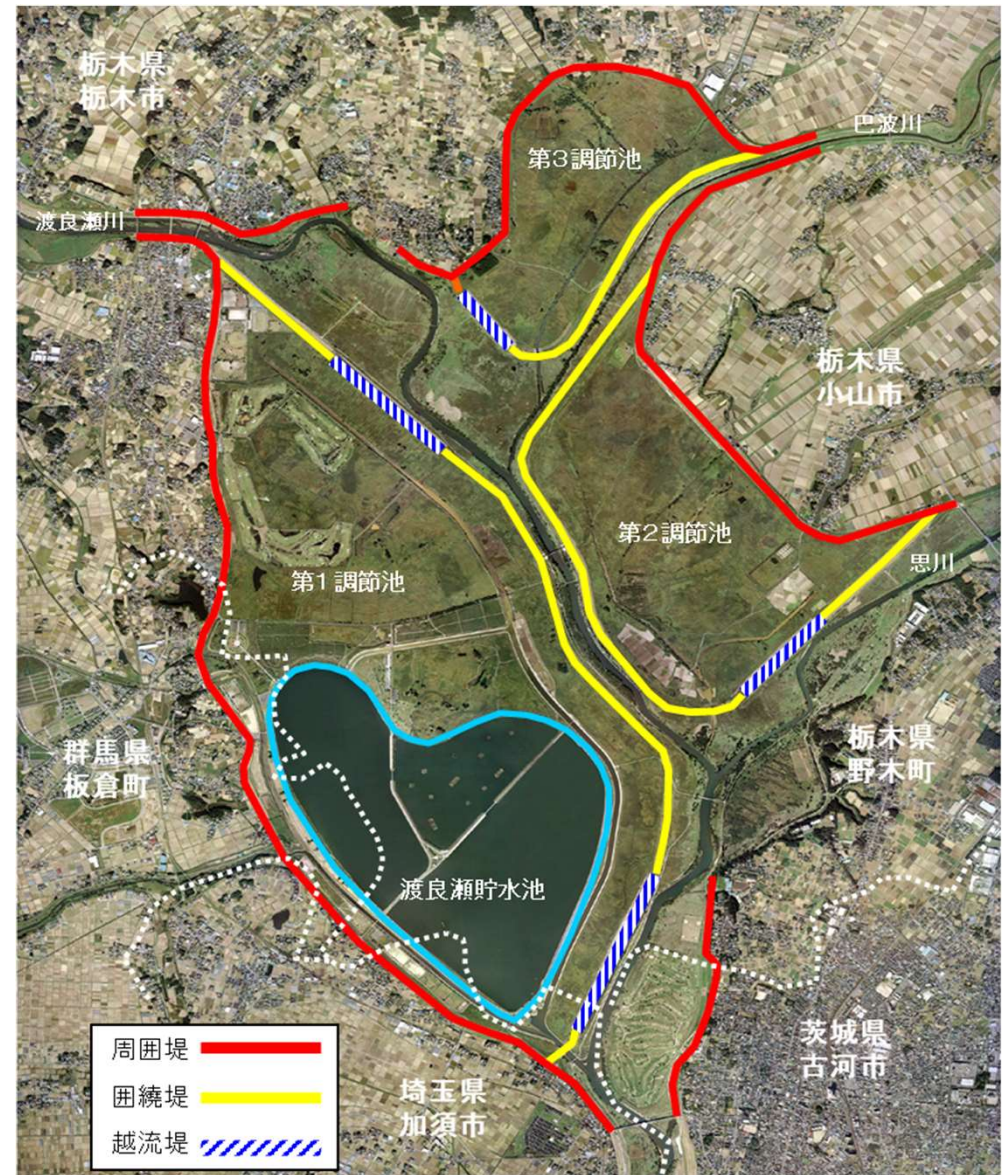 栃木県
栃木市
巴波川
第3調節池
渡良瀬川
栃木県
小山市
第2調節池
思川
第1調節池
群馬県
板倉町
栃木県
野木町
渡良瀬貯水池
茨城県
古河市
埼玉県
加須市
周囲堤
囲繞堤
越流堤